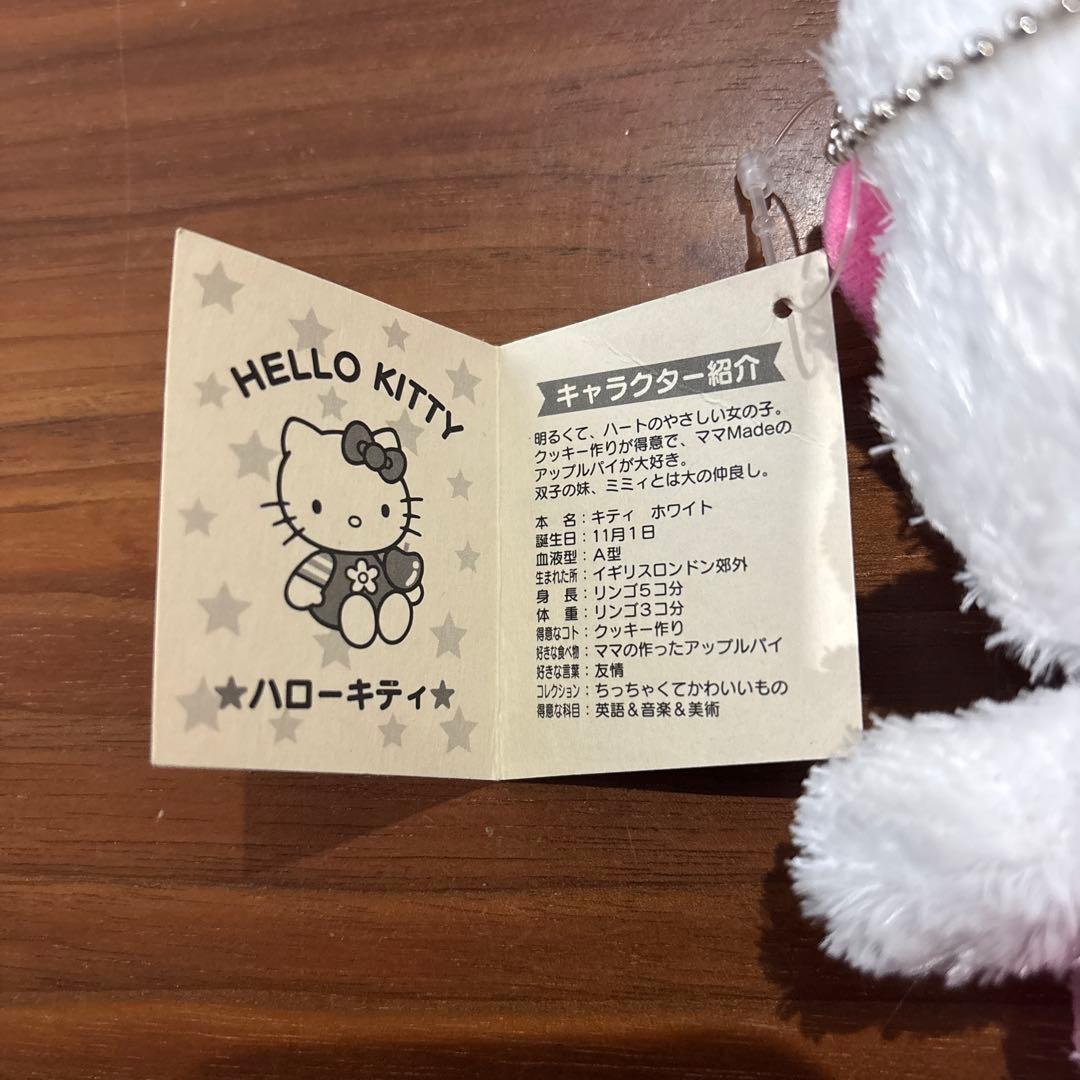 HELLO KITTY
★ハローキティ★
キャラクター紹介
明るくて、ハートのやさしい女の子。
クッキー作りが得意で、ママMadeの
アップルパイが大好き。
双子の妹、ミミィとは大の仲良し。
本 名：キティ ホワイト
誕生日：11月1日
血液型：A型
生まれた所：イギリスロンドン郊外
身 長：リンゴ5コ分
体 重：リンゴ3コ分
得意なコト：クッキー作り
好きな食べ物：ママの作ったアップルパイ
好きな言葉：友情
コレクション：ちっちゃくてかわいいもの
得意な科目：英語＆音楽＆美術